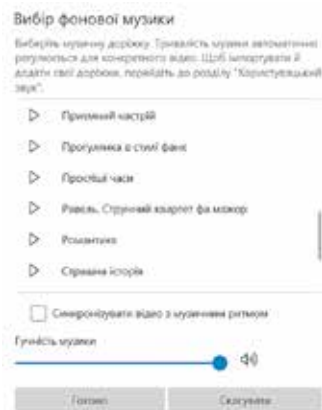 Вибір фонової музики
Виберіть музичну доріжку. Тривалість музики автоматично
регулюється для конкретного відео. Щоб імпортувати й
додати свої доріжки, перейдіть до розділу "Користувацький
звук".
Приємний настрій
Прогулянка в стилі фанк
Простіші часи
Равель, Струнний квартет фа мажор
Романтика
Страшна історія
Синхронізувати відео з музичним ритмом
Гучність музики
Готово
Скасувати